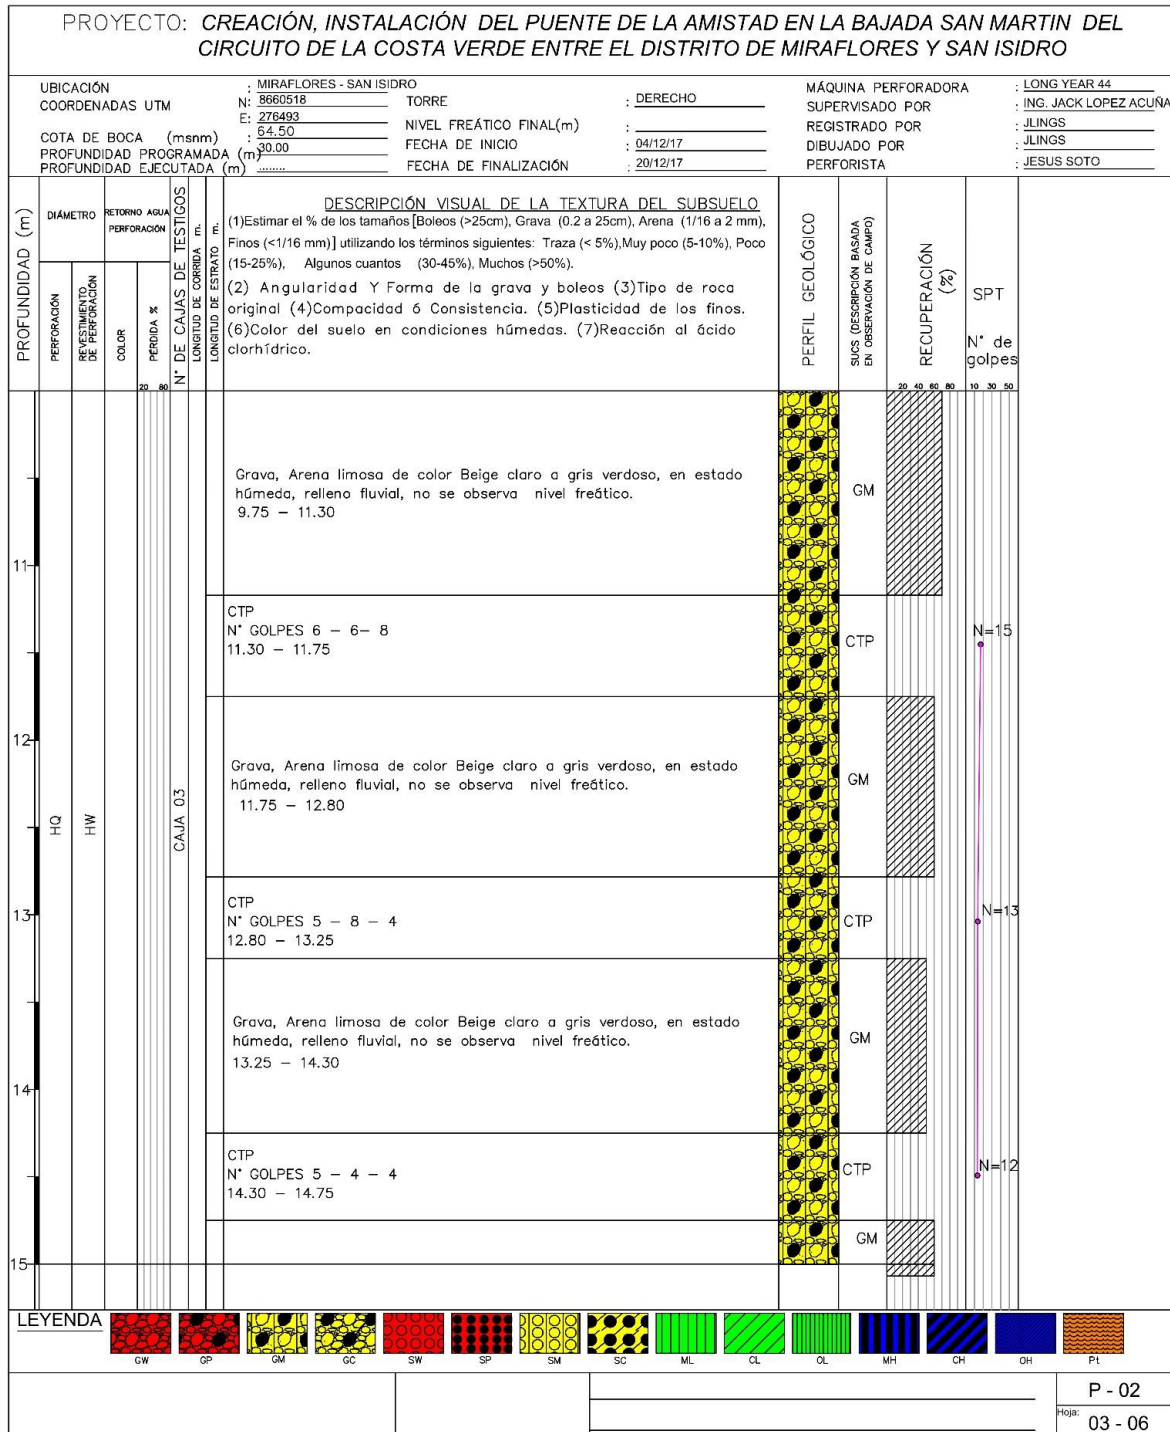 PROYECTO: CREACIÓN, INSTALACIÓN DEL PUENTE DE LA AMISTAD EN LA BAJADA SAN MARTIN DEL
CIRCUITO DE LA COSTA VERDE ENTRE EL DISTRITO DE MIRAFLORES Y SAN ISIDRO
UBICACIÓN : MIRAFLORES - SAN ISIDRO
COORDENADAS UTM N: 8660518
E: 276493
COTA DE BOCA (msnm) : 64.50
PROFUNDIDAD PROGRAMADA (m) 30.00
PROFUNDIDAD EJECUTADA (m) ........
TORRE : DERECHO
NIVEL FREÁTICO FINAL(m) :
FECHA DE INICIO : 04/12/17
FECHA DE FINALIZACIÓN : 20/12/17
MÁQUINA PERFORADORA : LONG YEAR 44
SUPERVISADO POR : ING. JACK LOPEZ ACUÑA
REGISTRADO POR : JLINGS
DIBUJADO POR : JLINGS
PERFORISTA : JESUS SOTO
PROFUNDIDAD (m)
DIÁMETRO
PERFORACIÓN
REVESTIMIENTO DE PERFORACIÓN
RETORNO AGUA
PERFORACIÓN
COLOR
PÉRDIDA %
20 80
N° DE CAJAS DE TESTIGOS
LONGITUD DE CORRIDA m.
LONGITUD DE ESTRATO m.
DESCRIPCIÓN VISUAL DE LA TEXTURA DEL SUBSUELO
(1)Estimar el % de los tamaños [Boleos (>25cm), Grava (0.2 a 25cm), Arena (1/16 a 2 mm),
Finos (<1/16 mm)] utilizando los términos siguientes: Traza (< 5%),Muy poco (5-10%), Poco
(15-25%), Algunos cuantos (30-45%), Muchos (>50%).
(2) Angularidad Y Forma de la grava y boleos (3)Tipo de roca
original (4)Compacidad ó Consistencia. (5)Plasticidad de los finos.
(6)Color del suelo en condiciones húmedas. (7)Reacción al ácido
clorhídrico.
PERFIL GEOLÓGICO
SUCS (DESCRIPCIÓN BASADA
EN OBSERVACIÓN DE CAMPO)
RECUPERACIÓN
(%)
20 40 60 80
SPT
N° de
golpes
10 30 50
Grava, Arena limosa de color Beige claro a gris verdoso, en estado
húmeda, relleno fluvial, no se observa nivel freático.
9.75 - 11.30
GM
11
CTP
N° GOLPES 6 - 6- 8
11.30 - 11.75
CTP
N=15
12
Grava, Arena limosa de color Beige claro a gris verdoso, en estado
húmeda, relleno fluvial, no se observa nivel freático.
11.75 - 12.80
GM
HQ
HW
CAJA 03
13
CTP
N° GOLPES 5 - 8 - 4
12.80 - 13.25
CTP
N=13
Grava, Arena limosa de color Beige claro a gris verdoso, en estado
húmeda, relleno fluvial, no se observa nivel freático.
13.25 - 14.30
GM
14
CTP
N° GOLPES 5 - 4 - 4
14.30 - 14.75
CTP
N=12
GM
15
LEYENDA
GW GP GM GC SW SP SM SC ML CL OL MH CH OH Pt
P - 02
Hoja: 03 - 06